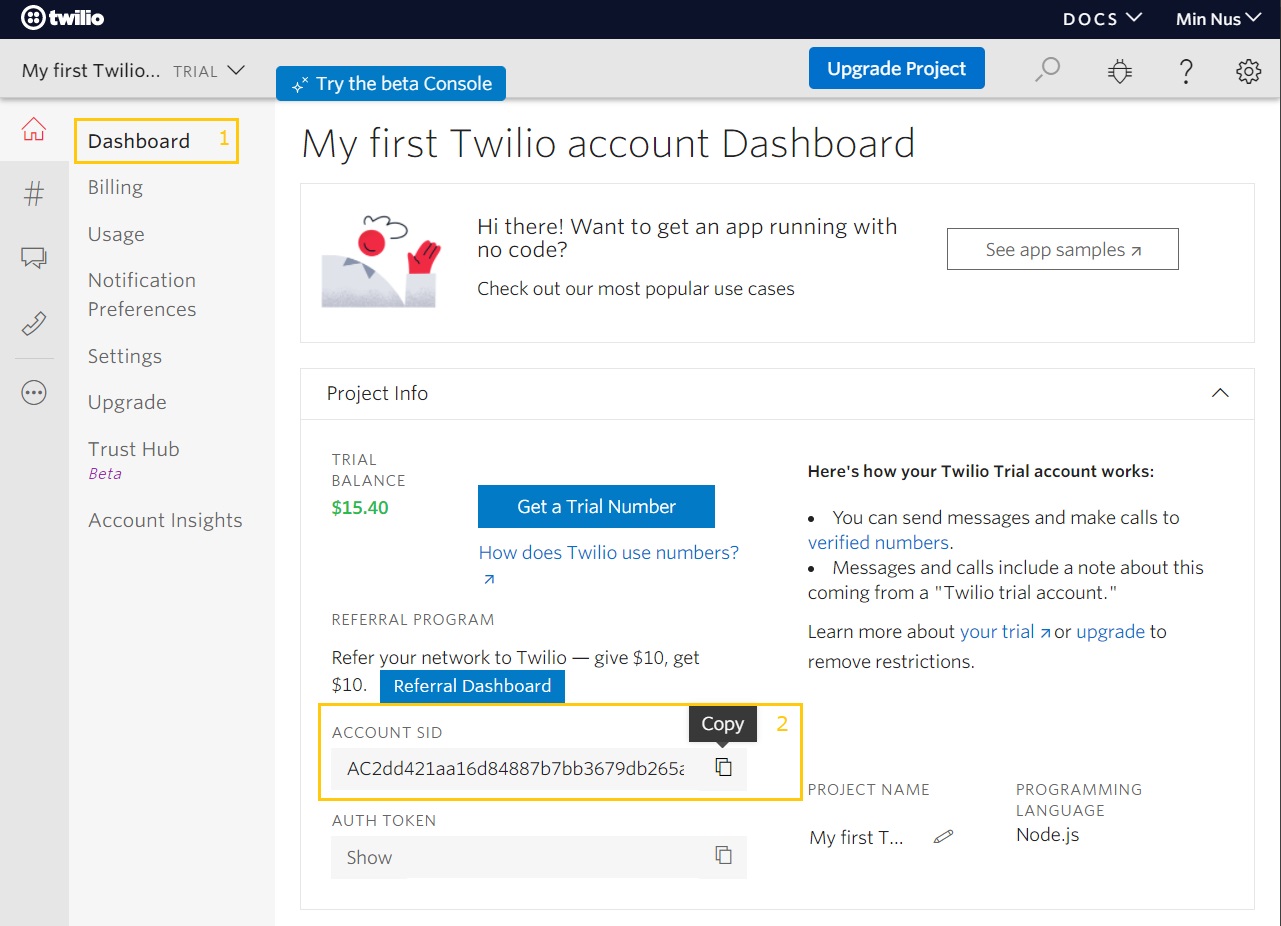 twilio
DOCS
Min Nus
My first Twilio... TRIAL
Try the beta Console
Upgrade Project
?
Dashboard 1
Billing
Usage
Notification
Preferences
Settings
Upgrade
Trust Hub
Beta
Account Insights
My first Twilio account Dashboard
Hi there! Want to get an app running with
no code?
Check out our most popular use cases
See app samples
Project Info
TRIAL
BALANCE
$15.40
Get a Trial Number
How does Twilio use numbers?
REFERRAL PROGRAM
Refer your network to Twilio — give $10, get
$10. Referral Dashboard
ACCOUNT SID
Copy 2
AC2dd421aa16d84887b7bb3679db265a
AUTH TOKEN
Show
Here's how your Twilio Trial account works:
• You can send messages and make calls to
verified numbers.
• Messages and calls include a note about this
coming from a "Twilio trial account."
Learn more about your trial or upgrade to
remove restrictions.
PROJECT NAME
My first T...
PROGRAMMING
LANGUAGE
Node.js